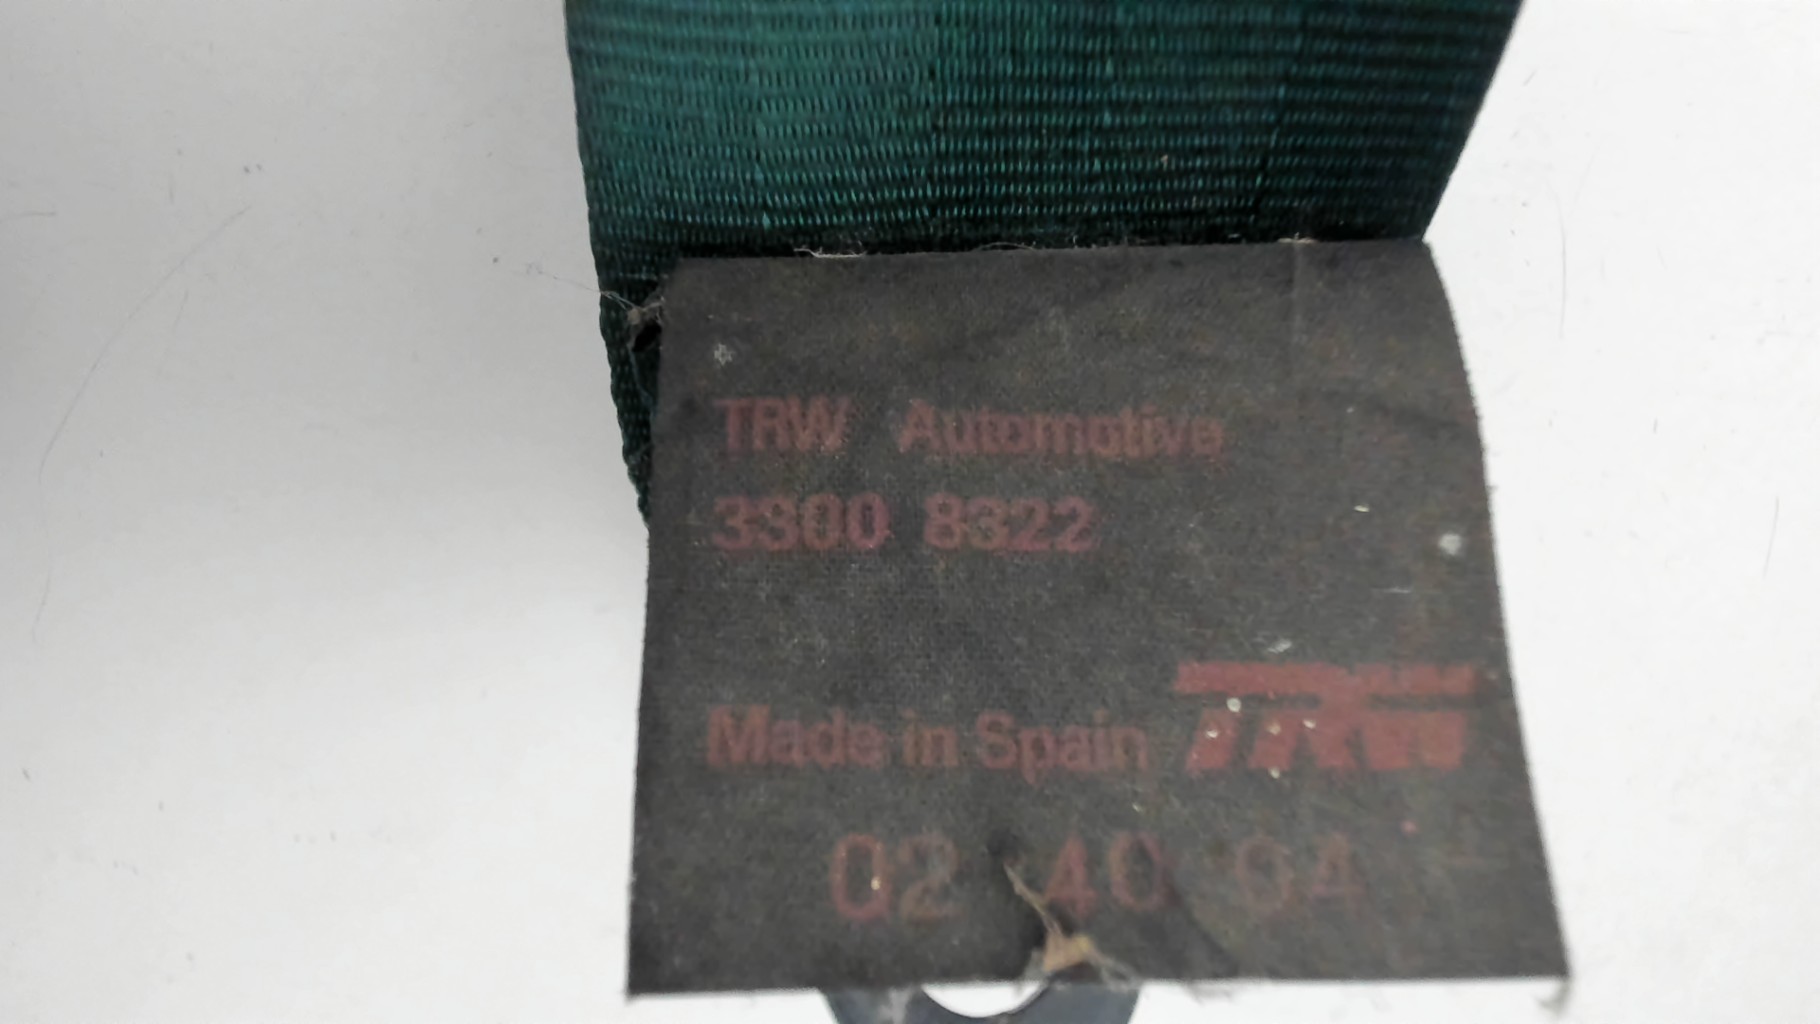 TRW Automotive
3300 8322
Made in Spain TRW
02 40 04